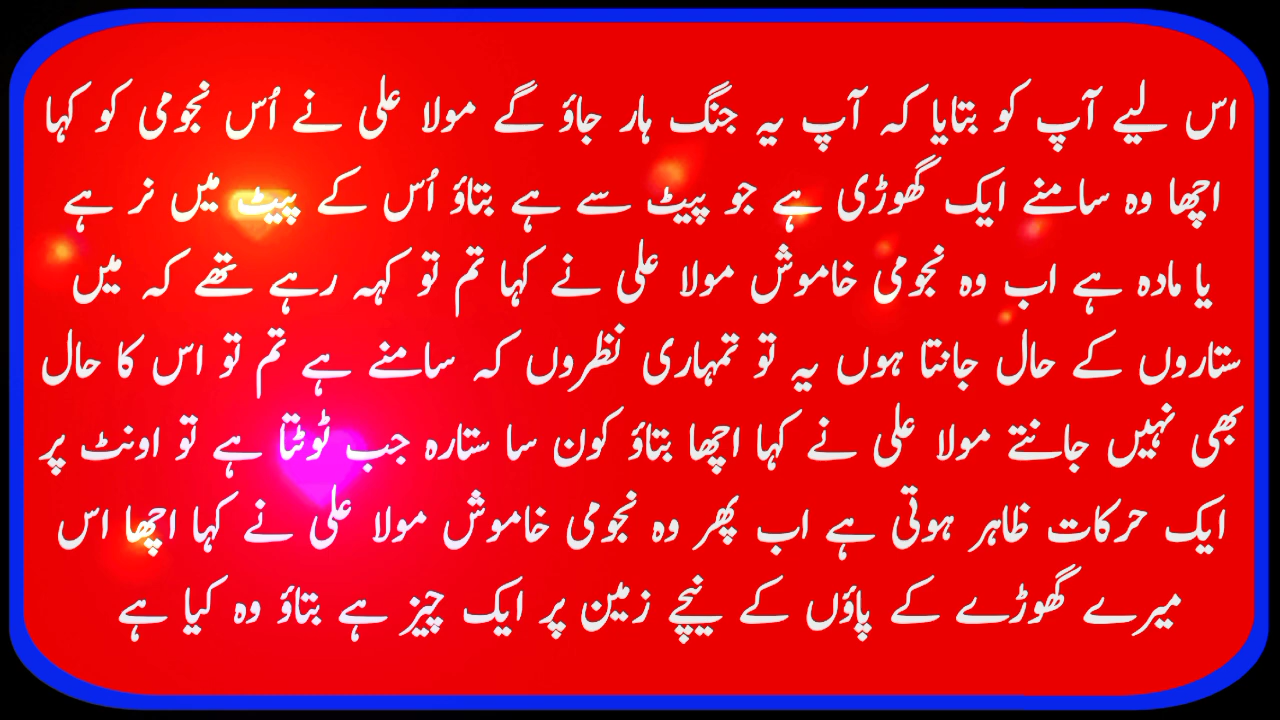 اس لیے آپ کو بتایا کہ آپ یہ جنگ ہار جاؤ گے مولا علی نے اُس نجومی کو کہا
اچھا وہ سامنے ایک گھوڑی ہے جو پیٹ سے ہے بتاؤ اُس کے پیٹ میں نر ہے
یا مادہ ہے اب وہ نجومی خاموش مولا علی نے کہا تم تو کہہ رہے تھے کہ میں
ستاروں کے حال جانتا ہوں یہ تو تمہاری نظروں کہ سامنے ہے تم تو اس کا حال
بھی نہیں جانتے مولا علی نے کہا اچھا بتاؤ کون سا ستارہ جب ٹوٹتا ہے تو اونٹ پر
ایک حرکات ظاہر ہوتی ہے اب پھر وہ نجومی خاموش مولا علی نے کہا اچھا اس
میرے گھوڑے کے پاؤں کے نیچے زمین پر ایک چیز ہے بتاؤ وہ کیا ہے